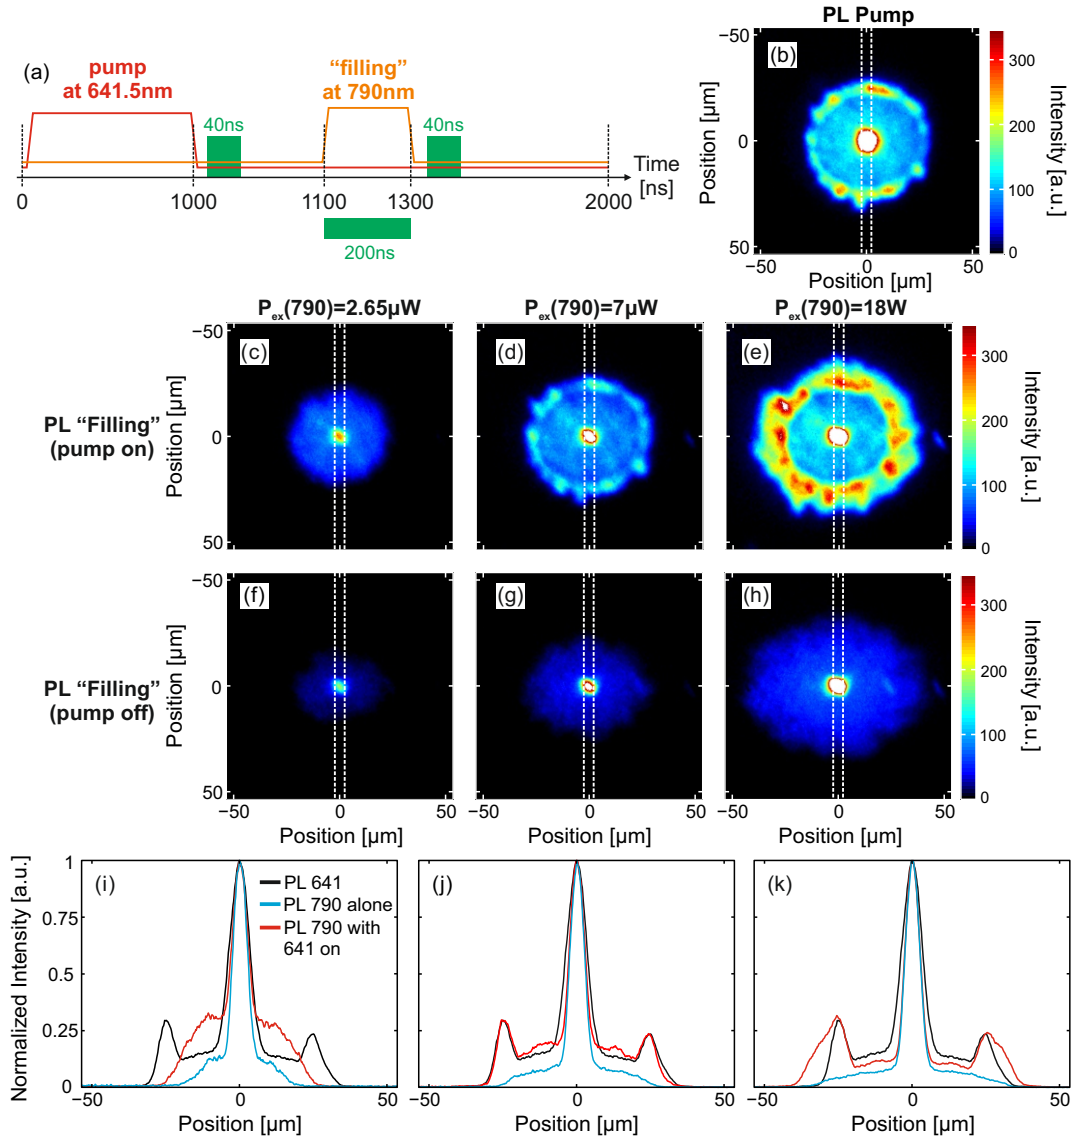 (a)
pump
at 641.5nm
"filling"
at 790nm
40ns
40ns
Time
[ns]
0
1000
1100
1300
2000
200ns
PL Pump
(b)
−50
0
50
Position [µm]
−50
0
50
Position [µm]
300
200
100
0
Intensity [a.u.]
P_ex(790)=2.65µW
P_ex(790)=7µW
P_ex(790)=18W
PL "Filling"
(pump on)
Position [µm]
−50
0
50
(c)
(d)
(e)
300
200
100
0
Intensity [a.u.]
PL "Filling"
(pump off)
Position [µm]
−50
0
50
(f)
(g)
(h)
300
200
100
0
Intensity [a.u.]
−50 0 50
−50 0 50
−50 0 50
Position [µm]
Position [µm]
Position [µm]
Normalized Intensity [a.u.]
1
0.75
0.5
0.25
0
(i)
PL 641
PL 790 alone
PL 790 with
641 on
(j)
(k)
−50 0 50
−50 0 50
−50 0 50
Position [µm]
Position [µm]
Position [µm]